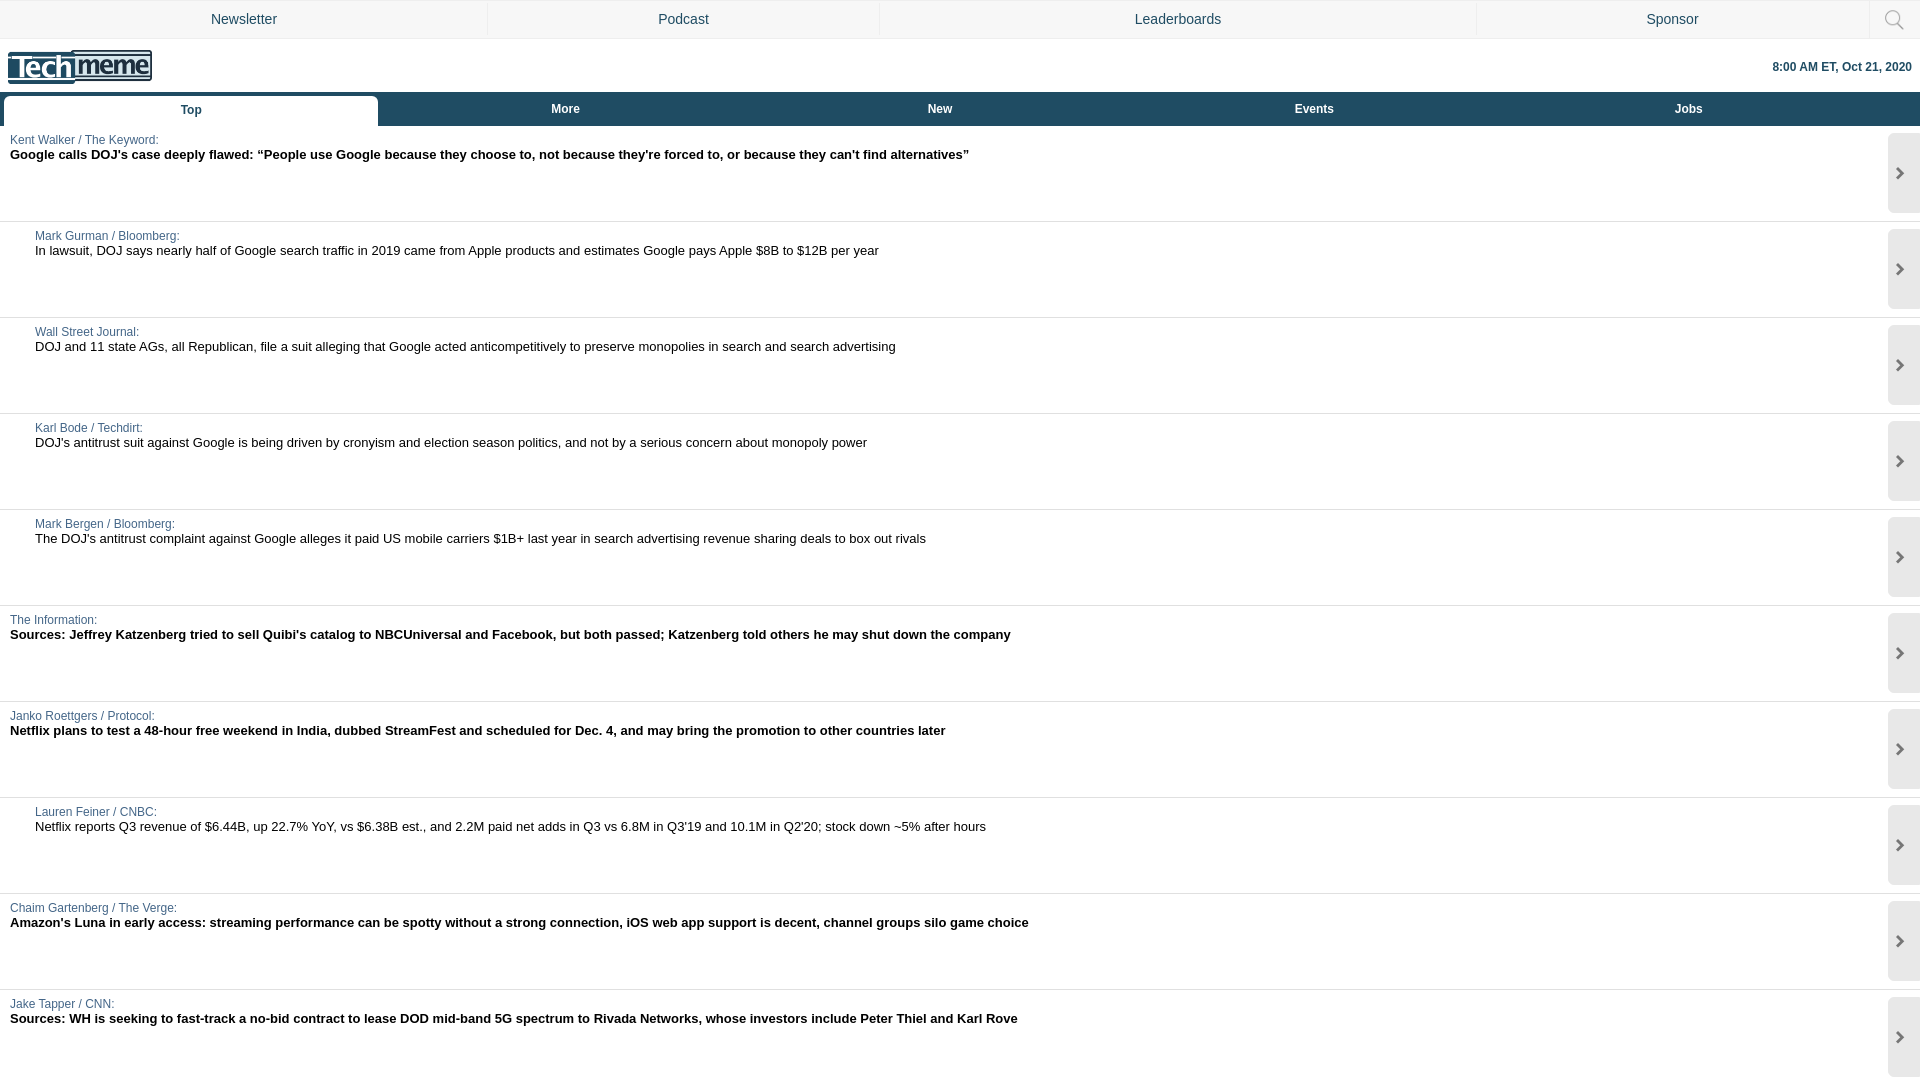 Newsletter
Podcast
Leaderboards
Sponsor
Techmeme
8:00 AM ET, Oct 21, 2020
Top
More
New
Events
Jobs
Kent Walker / The Keyword:
Google calls DOJ's case deeply flawed: “People use Google because they choose to, not because they're forced to, or because they can't find alternatives”
Mark Gurman / Bloomberg:
In lawsuit, DOJ says nearly half of Google search traffic in 2019 came from Apple products and estimates Google pays Apple $8B to $12B per year
Wall Street Journal:
DOJ and 11 state AGs, all Republican, file a suit alleging that Google acted anticompetitively to preserve monopolies in search and search advertising
Karl Bode / Techdirt:
DOJ's antitrust suit against Google is being driven by cronyism and election season politics, and not by a serious concern about monopoly power
Mark Bergen / Bloomberg:
The DOJ's antitrust complaint against Google alleges it paid US mobile carriers $1B+ last year in search advertising revenue sharing deals to box out rivals
The Information:
Sources: Jeffrey Katzenberg tried to sell Quibi's catalog to NBCUniversal and Facebook, but both passed; Katzenberg told others he may shut down the company
Janko Roettgers / Protocol:
Netflix plans to test a 48-hour free weekend in India, dubbed StreamFest and scheduled for Dec. 4, and may bring the promotion to other countries later
Lauren Feiner / CNBC:
Netflix reports Q3 revenue of $6.44B, up 22.7% YoY, vs $6.38B est., and 2.2M paid net adds in Q3 vs 6.8M in Q3'19 and 10.1M in Q2'20; stock down ~5% after hours
Chaim Gartenberg / The Verge:
Amazon's Luna in early access: streaming performance can be spotty without a strong connection, iOS web app support is decent, channel groups silo game choice
Jake Tapper / CNN:
Sources: WH is seeking to fast-track a no-bid contract to lease DOD mid-band 5G spectrum to Rivada Networks, whose investors include Peter Thiel and Karl Rove